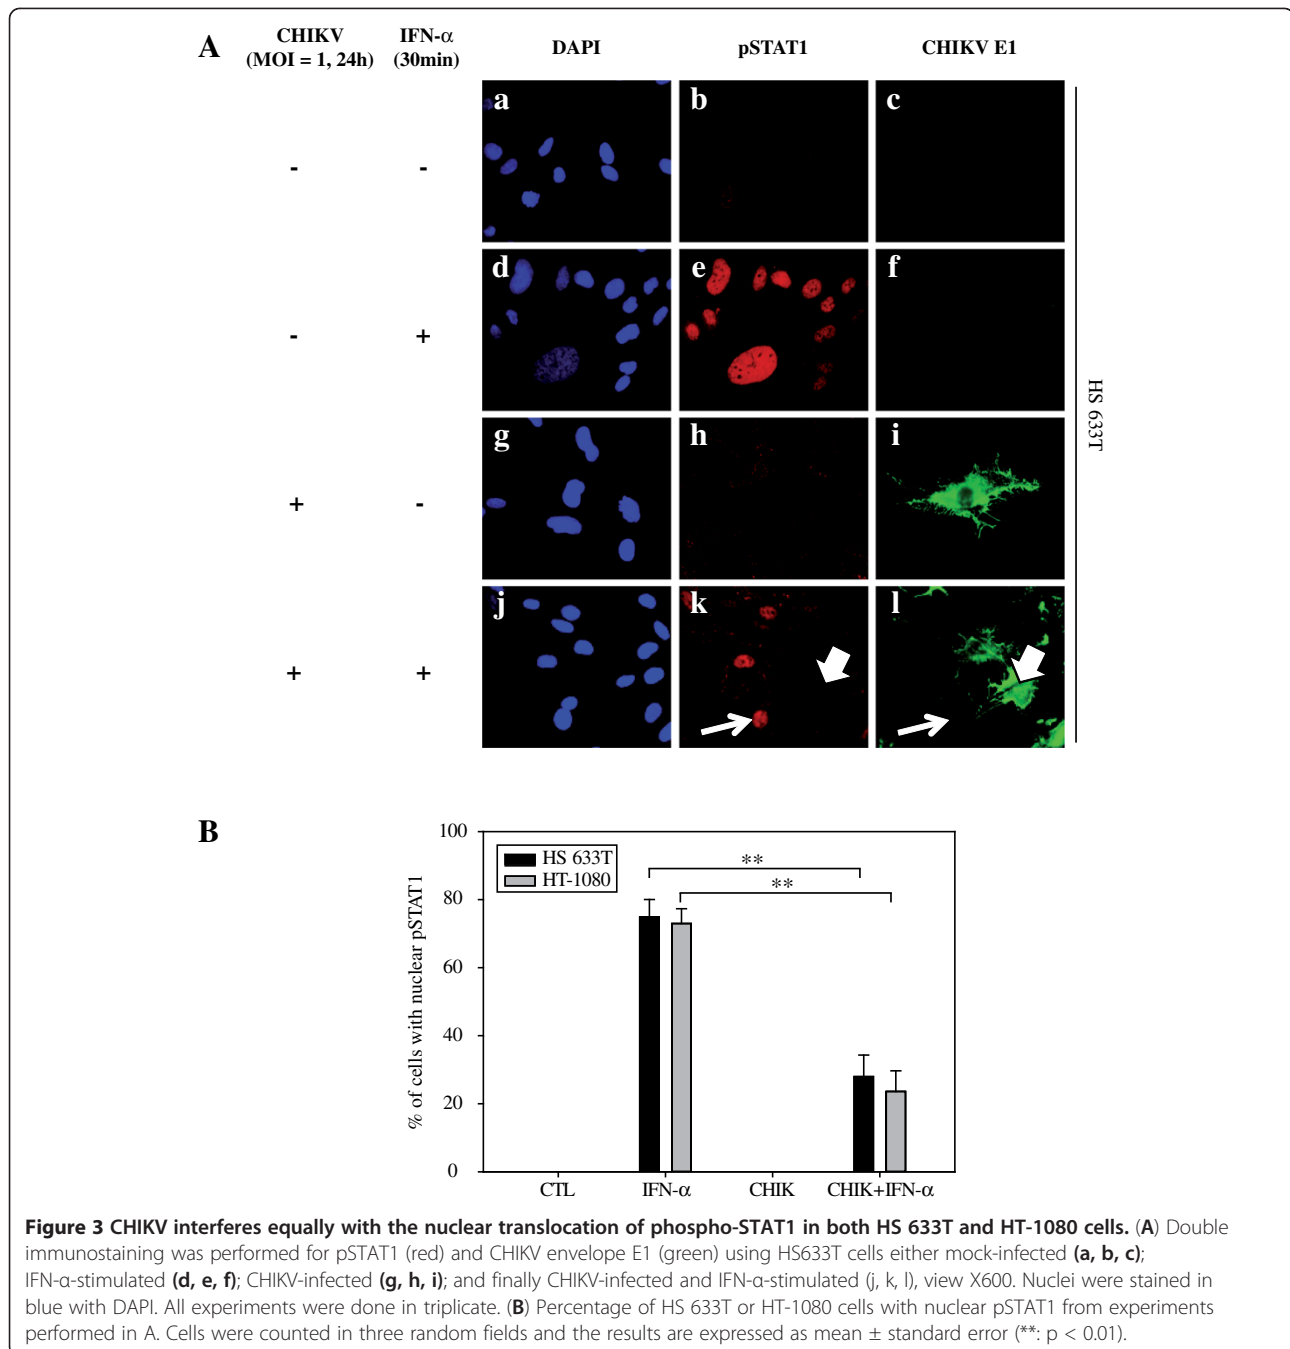 A
CHIKV
(MOI = 1, 24h)
IFN-α
(30min)
DAPI
pSTAT1
CHIKV E1
a
b
c
- -
d
e
f
- +
g
h
i
+ -
j
k
l
+ +
HS 633T
B
% of cells with nuclear pSTAT1
100
80
60
40
20
0
HS 633T
HT-1080
**
**
CTL
IFN-α
CHIK
CHIK+IFN-α
Figure 3 CHIKV interferes equally with the nuclear translocation of phospho-STAT1 in both HS 633T and HT-1080 cells. (A) Double
immunostaining was performed for pSTAT1 (red) and CHIKV envelope E1 (green) using HS633T cells either mock-infected (a, b, c);
IFN-α-stimulated (d, e, f); CHIKV-infected (g, h, i); and finally CHIKV-infected and IFN-α-stimulated (j, k, l), view X600. Nuclei were stained in
blue with DAPI. All experiments were done in triplicate. (B) Percentage of HS 633T or HT-1080 cells with nuclear pSTAT1 from experiments
performed in A. Cells were counted in three random fields and the results are expressed as mean ± standard error (**: p < 0.01).